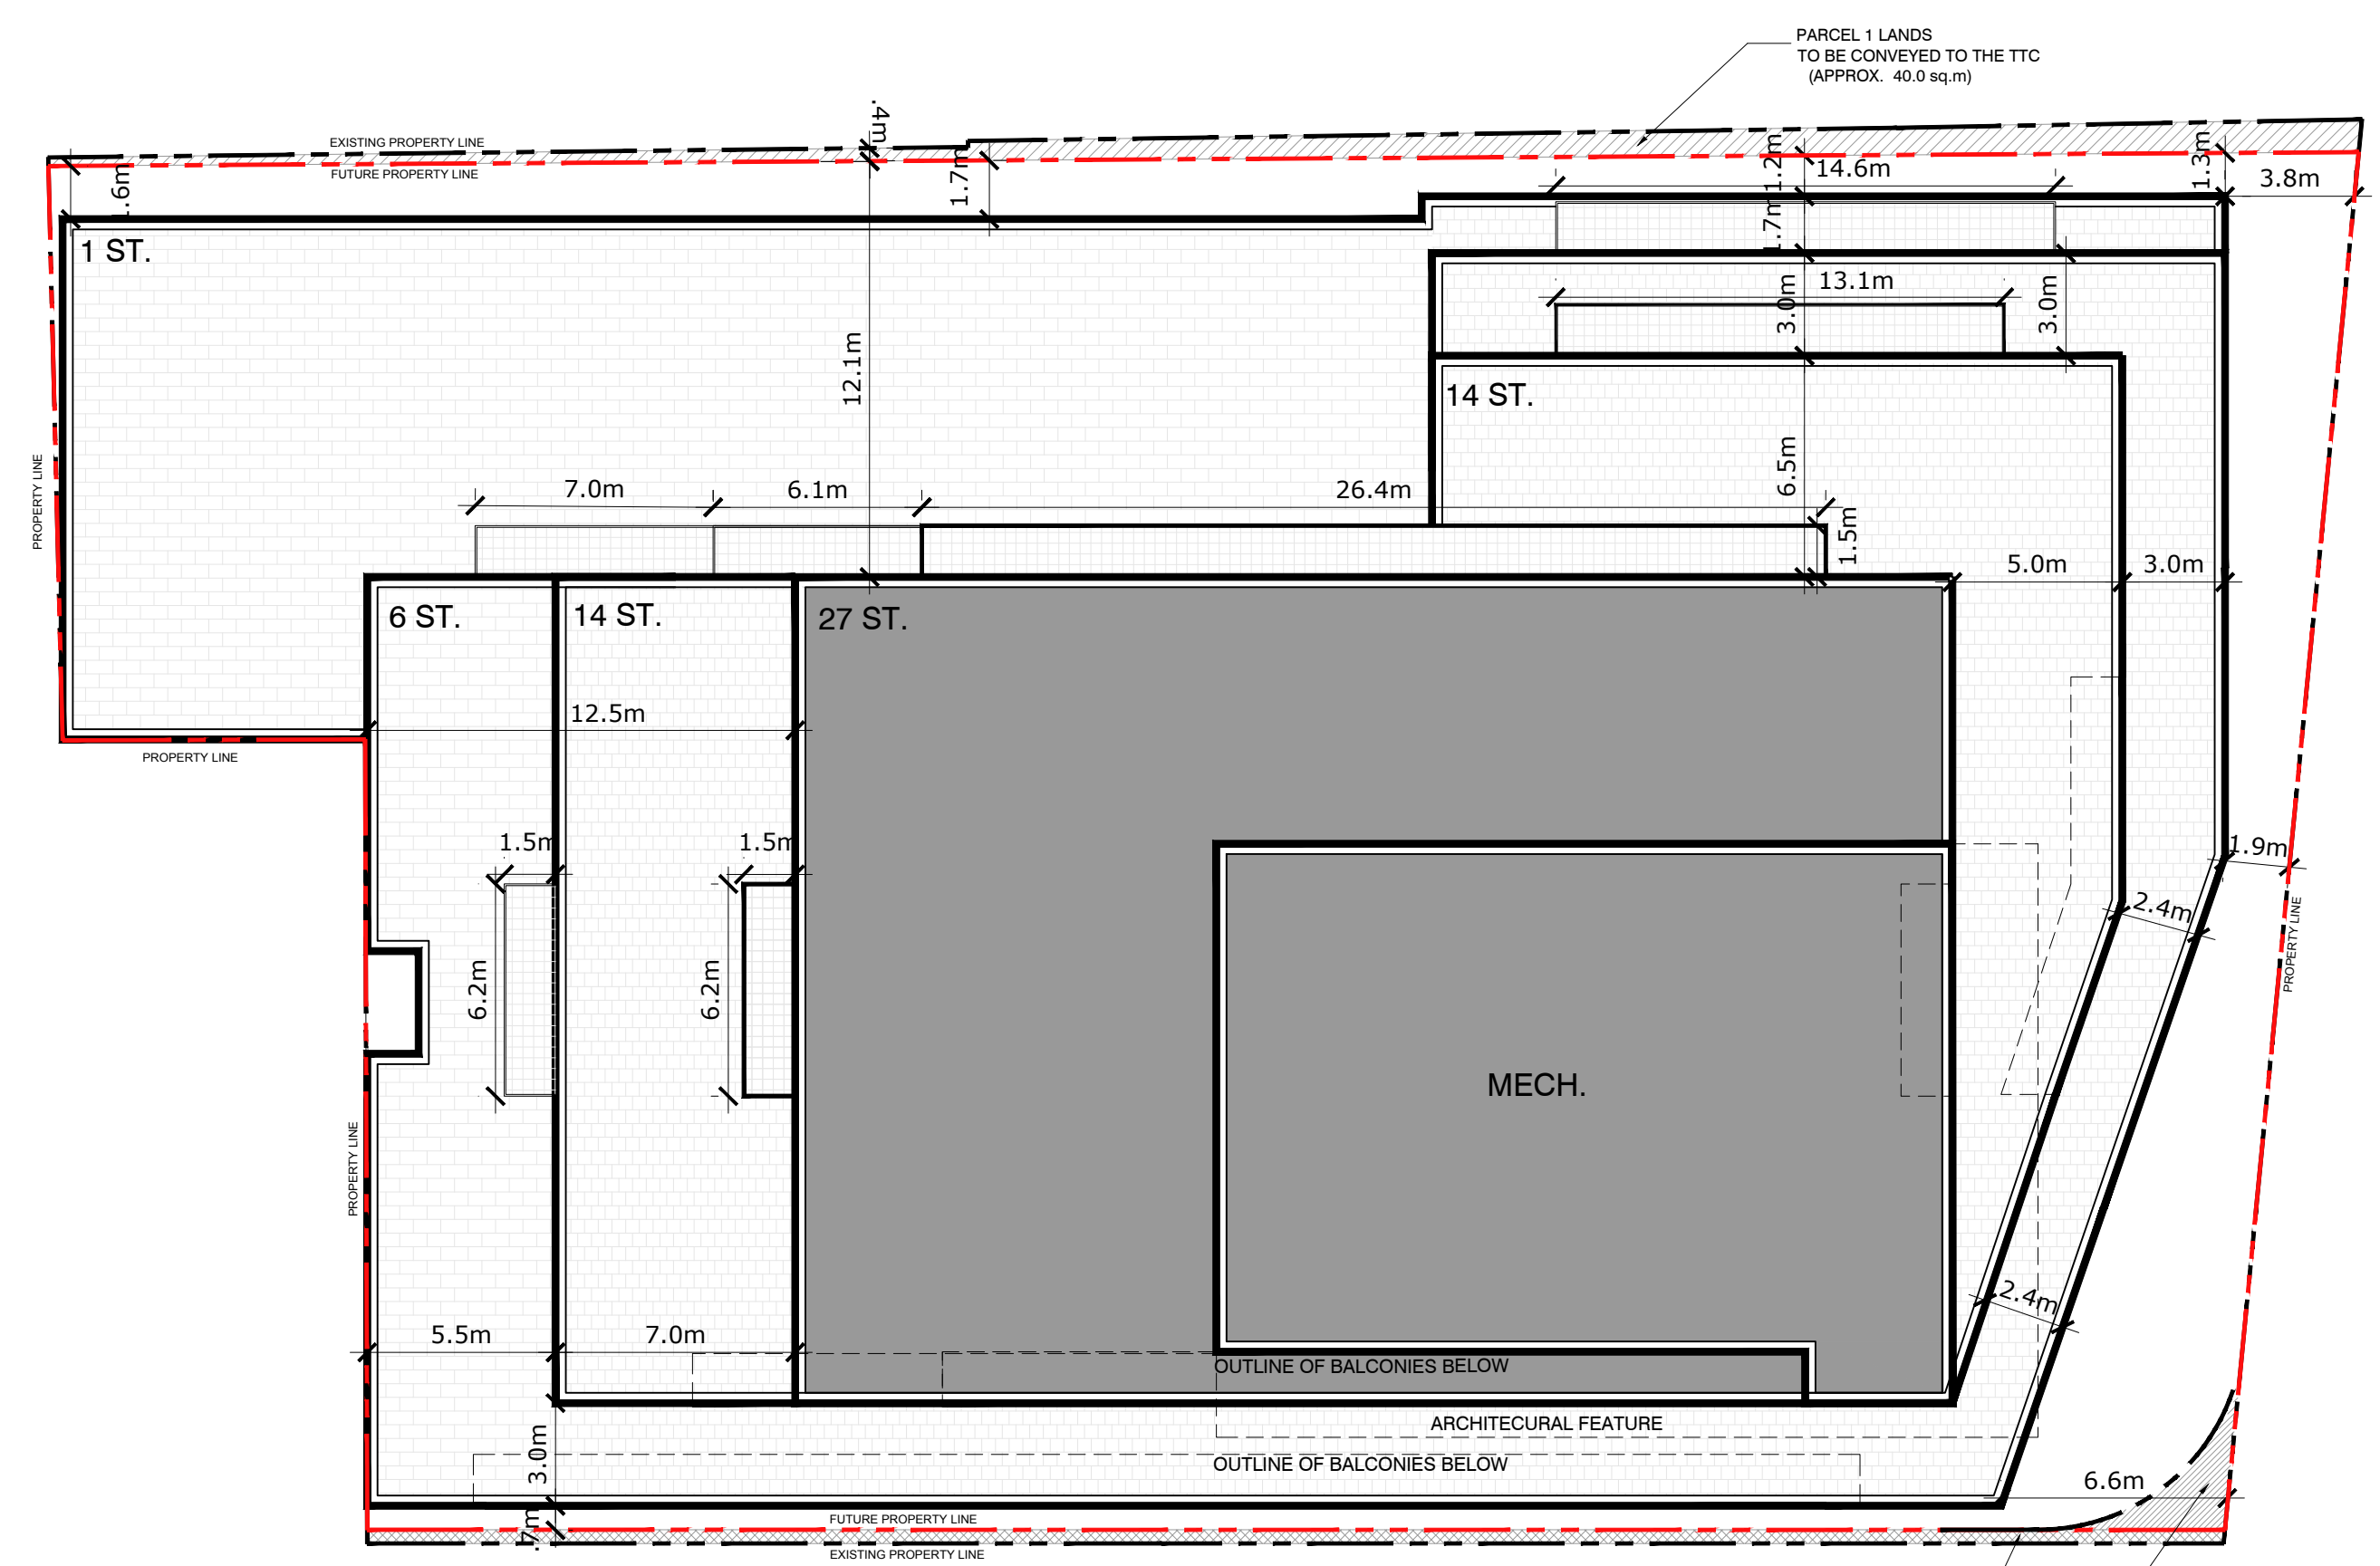 PARCEL 1 LANDS
TO BE CONVEYED TO THE TTC
(APPROX. 40.0 sq.m)
.4m
EXISTING PROPERTY LINE
FUTURE PROPERTY LINE
1.6m
1.7m
1.2m
14.6m
1.3m
3.8m
1 ST.
1.7m
13.1m
3.0m
3.0m
12.1m
14 ST.
PROPERTY LINE
7.0m
6.1m
26.4m
6.5m
1.5m
5.0m
3.0m
6 ST.
14 ST.
27 ST.
12.5m
PROPERTY LINE
1.5m
1.5m
1.9m
2.4m
PROPERTY LINE
6.2m
6.2m
MECH.
PROPERTY LINE
2.4m
5.5m
7.0m
OUTLINE OF BALCONIES BELOW
ARCHITECURAL FEATURE
3.0m
OUTLINE OF BALCONIES BELOW
6.6m
.7m
FUTURE PROPERTY LINE
EXISTING PROPERTY LINE